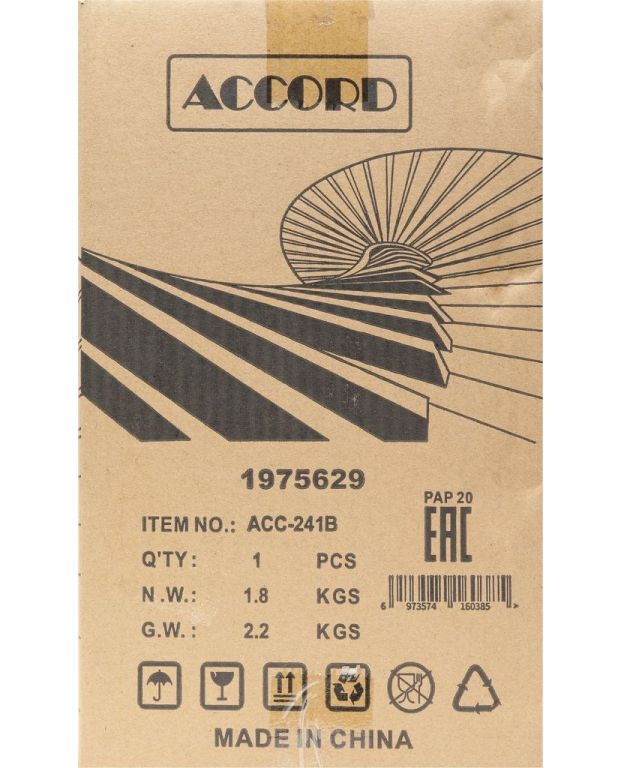 ACCORD
1975629
PAP 20
EAC
ITEM NO.: ACC-241B
Q'TY: 1 PCS
N.W.: 1.8 KGS
G.W.: 2.2 KGS
6 973574 160385 >
MADE IN CHINA